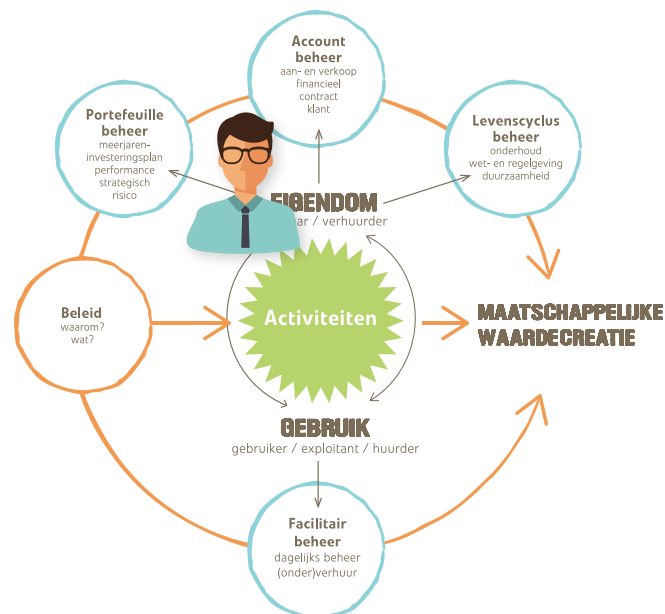 Account
beheer
aan- en verkoop
financieel
contract
klant
Portefeuille
beheer
meerjaren-
investeringsplan
performance
strategisch
risico
Levenscyclus
beheer
onderhoud
wet- en regelgeving
duurzaamheid
EIGENDOM
/ verhuurder
Beleid
waarom?
wat?
Activiteiten
MAATSCHAPPELIJKE
WAARDECREATIE
GEBRUIK
gebruiker / exploitant / huurder
Facilitair
beheer
dagelijks beheer
(onder)verhuur